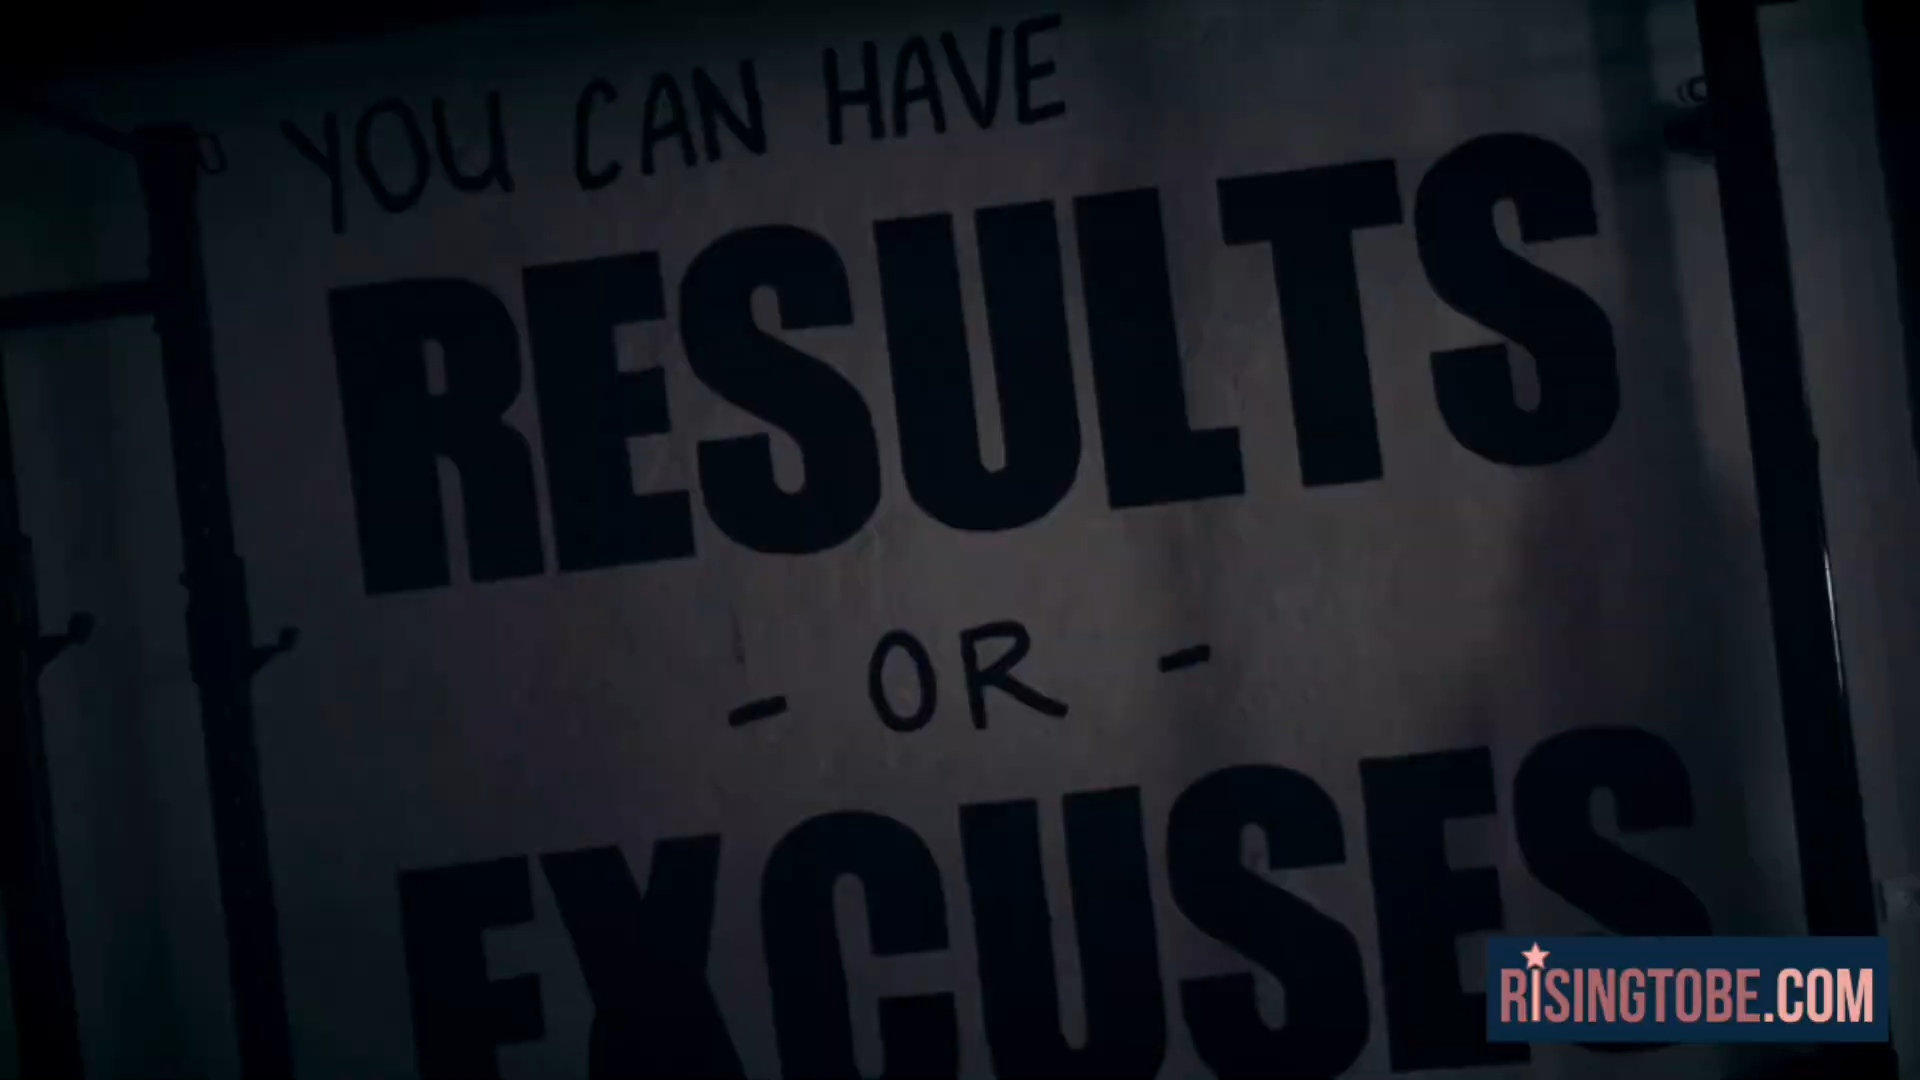 YOU CAN HAVE
RESULTS
- OR -
EXCUSES
RISINGTOBE.COM